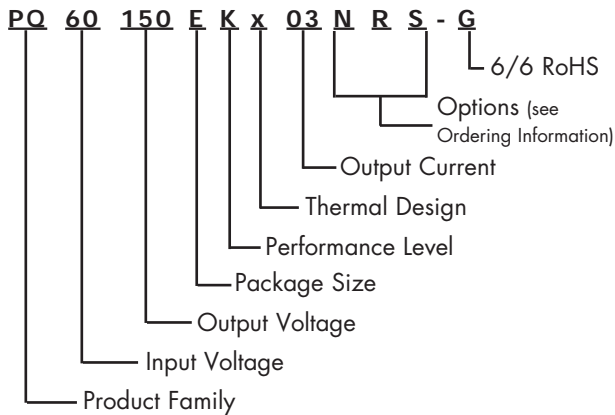 PQ 60 150 E K x 03 N R S - G
6/6 RoHS
Options (see
Ordering Information)
Output Current
Thermal Design
Performance Level
Package Size
Output Voltage
Input Voltage
Product Family